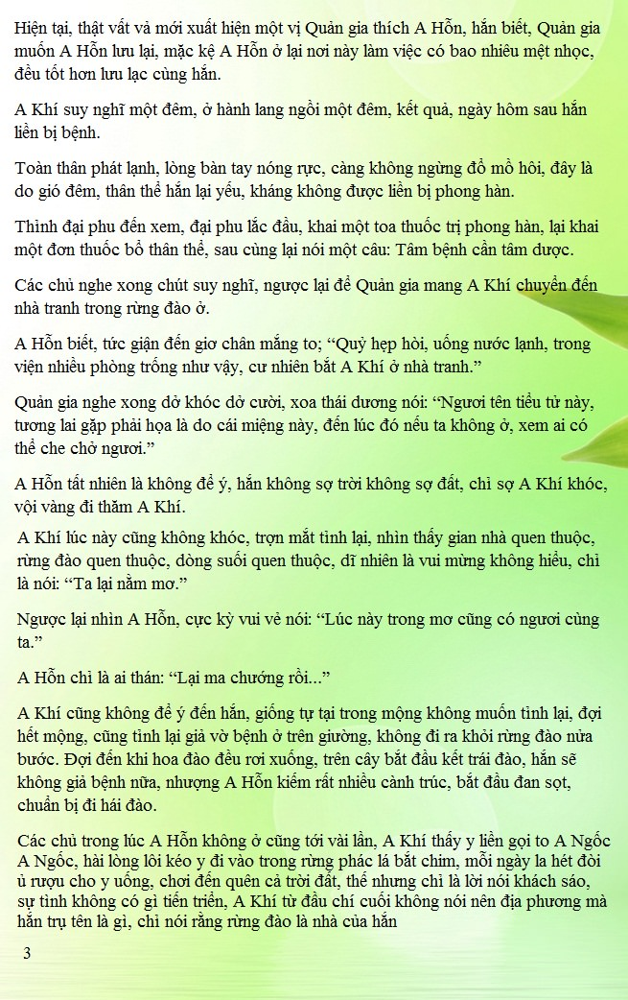 Hiện tại, thật vất vả mới xuất hiện một vị Quản gia thích A Hỗn, hắn biết, Quản gia
muốn A Hỗn lưu lại, mặc kệ A Hỗn ở lại nơi này làm việc có bao nhiêu mệt nhọc,
đều tốt hơn lưu lạc cùng hắn.
A Khí suy nghĩ một đêm, ở hành lang ngồi một đêm, kết quả, ngày hôm sau hắn
liền bị bệnh.
Toàn thân phát lạnh, lòng bàn tay nóng rực, càng không ngừng đổ mồ hôi, đây là
do gió đêm, thân thể hắn lại yếu, kháng không được liền bị phong hàn.
Thình đại phu đến xem, đại phu lắc đầu, khai một toa thuốc trị phong hàn, lại khai
một đơn thuốc bổ thân thể, sau cùng lại nói một câu: Tâm bệnh cần tâm dược.
Các chủ nghe xong chút suy nghĩ, ngược lại để Quản gia mang A Khí chuyển đến
nhà tranh trong rừng đào ở.
A Hỗn biết, tức giận đến giơ chân mắng to; “Quỷ hẹp hòi, uống nước lạnh, trong
viện nhiều phòng trống như vậy, cư nhiên bắt A Khí ở nhà tranh.”
Quản gia nghe xong dở khóc dở cười, xoa thái dương nói: “Ngươi tên tiểu tử này,
tương lai gặp phải họa là do cái miệng này, đến lúc đó nếu ta không ở, xem ai có
thể che chở ngươi.”
A Hỗn tất nhiên là không để ý, hắn không sợ trời không sợ đất, chỉ sợ A Khí khóc,
vội vàng đi thăm A Khí.
A Khí lúc này cũng không khóc, trợn mắt tỉnh lại, nhìn thấy gian nhà quen thuộc,
rừng đào quen thuộc, dòng suối quen thuộc, dĩ nhiên là vui mừng không hiểu, chỉ
là nói: “Ta lại nằm mơ.”
Ngược lại nhìn A Hỗn, cực kỳ vui vẻ nói: “Lúc này trong mơ cũng có ngươi cùng
ta.”
A Hỗn chỉ là ai thán: “Lại ma chướng rồi...”
A Khí cũng không để ý đến hắn, giống tự tại trong mộng không muốn tỉnh lại, đợi
hết mộng, cũng tỉnh lại giả vờ bệnh ở trên giường, không đi ra khỏi rừng đào nửa
bước. Đợi đến khi hoa đào đều rơi xuống, trên cây bắt đầu kết trái đào, hắn sẽ
không giả bệnh nữa, nhượng A Hỗn kiếm rất nhiều cành trúc, bắt đầu đan sọt,
chuẩn bị đi hái đào.
Các chủ trong lúc A Hỗn không ở cũng tới vài lần, A Khí thấy y liền gọi to A Ngốc
A Ngốc, hài lòng lôi kéo y đi vào trong rừng phác lá bắt chim, mỗi ngày la hét đòi
ủ rượu cho y uống, chơi đến quên cả trời đất, thế nhưng chỉ là lời nói khách sáo,
sự tình không có gì tiến triển, A Khí từ đầu chí cuối không nói nên địa phương mà
hắn trụ tên là gì, chỉ nói rằng rừng đào là nhà của hắn
3